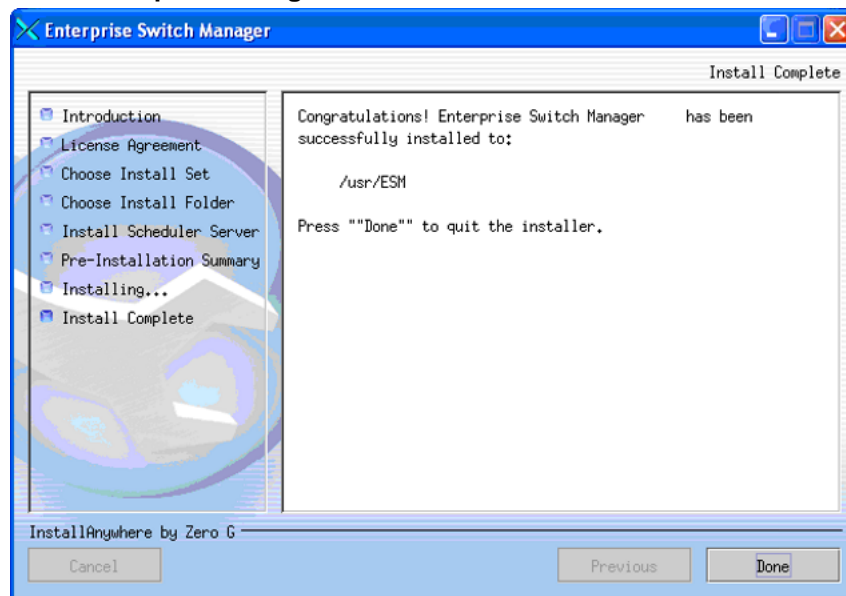 Enterprise Switch Manager
Install Complete
Introduction
License Agreement
Choose Install Set
Choose Install Folder
Install Scheduler Server
Pre-Installation Summary
Installing...
Install Complete
Congratulations! Enterprise Switch Manager has been
successfully installed to:
/usr/ESM
Press ""Done"" to quit the installer.
InstallAnywhere by Zero G
Cancel
Previous
Done